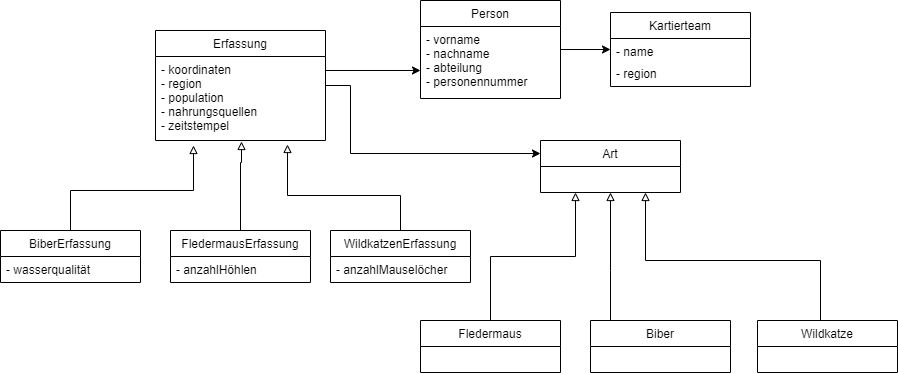 Erfassung
- koordinaten
- region
- population
- nahrungsquellen
- zeitstempel
Person
- vorname
- nachname
- abteilung
- personennummer
Kartierteam
- name
- region
Art
BiberErfassung
- wasserqualität
FledermausErfassung
- anzahlHöhlen
WildkatzenErfassung
- anzahlMauselöcher
Fledermaus
Biber
Wildkatze